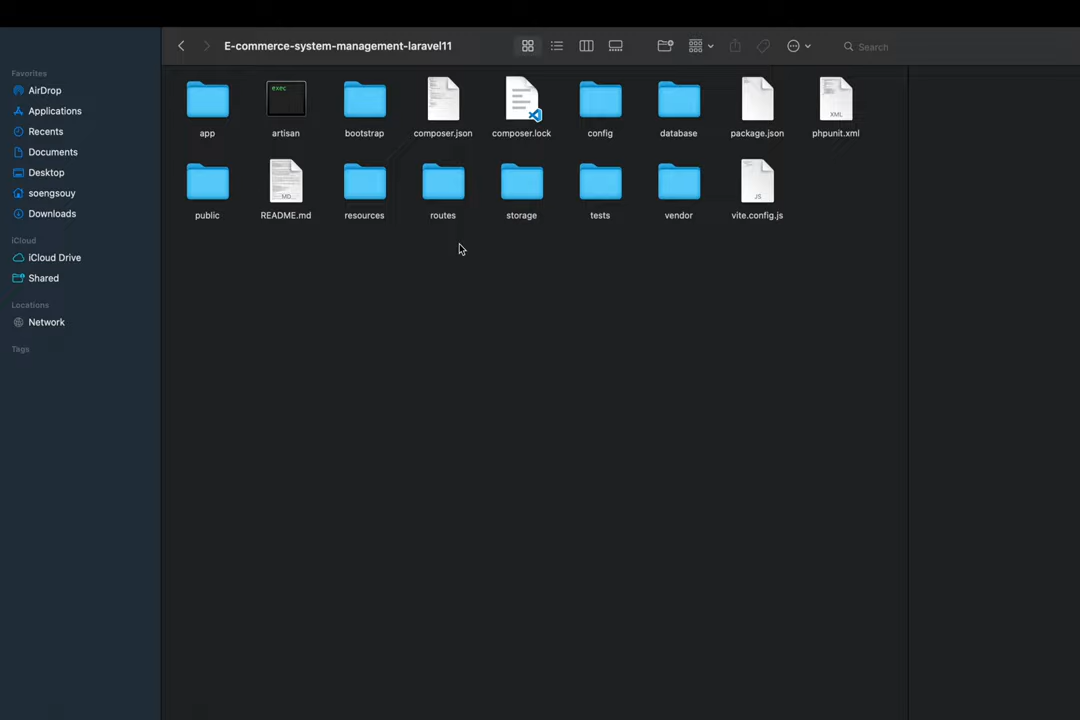 E-commerce-system-management-laravel11
Search
Favorites
AirDrop
Applications
Recents
Documents
Desktop
soengsouy
Downloads
iCloud
iCloud Drive
Shared
Locations
Network
Tags
exec
XML
app
artisan
bootstrap
composer.json
composer.lock
config
database
package.json
phpunit.xml
MD
JS
public
README.md
resources
routes
storage
tests
vendor
vite.config.js